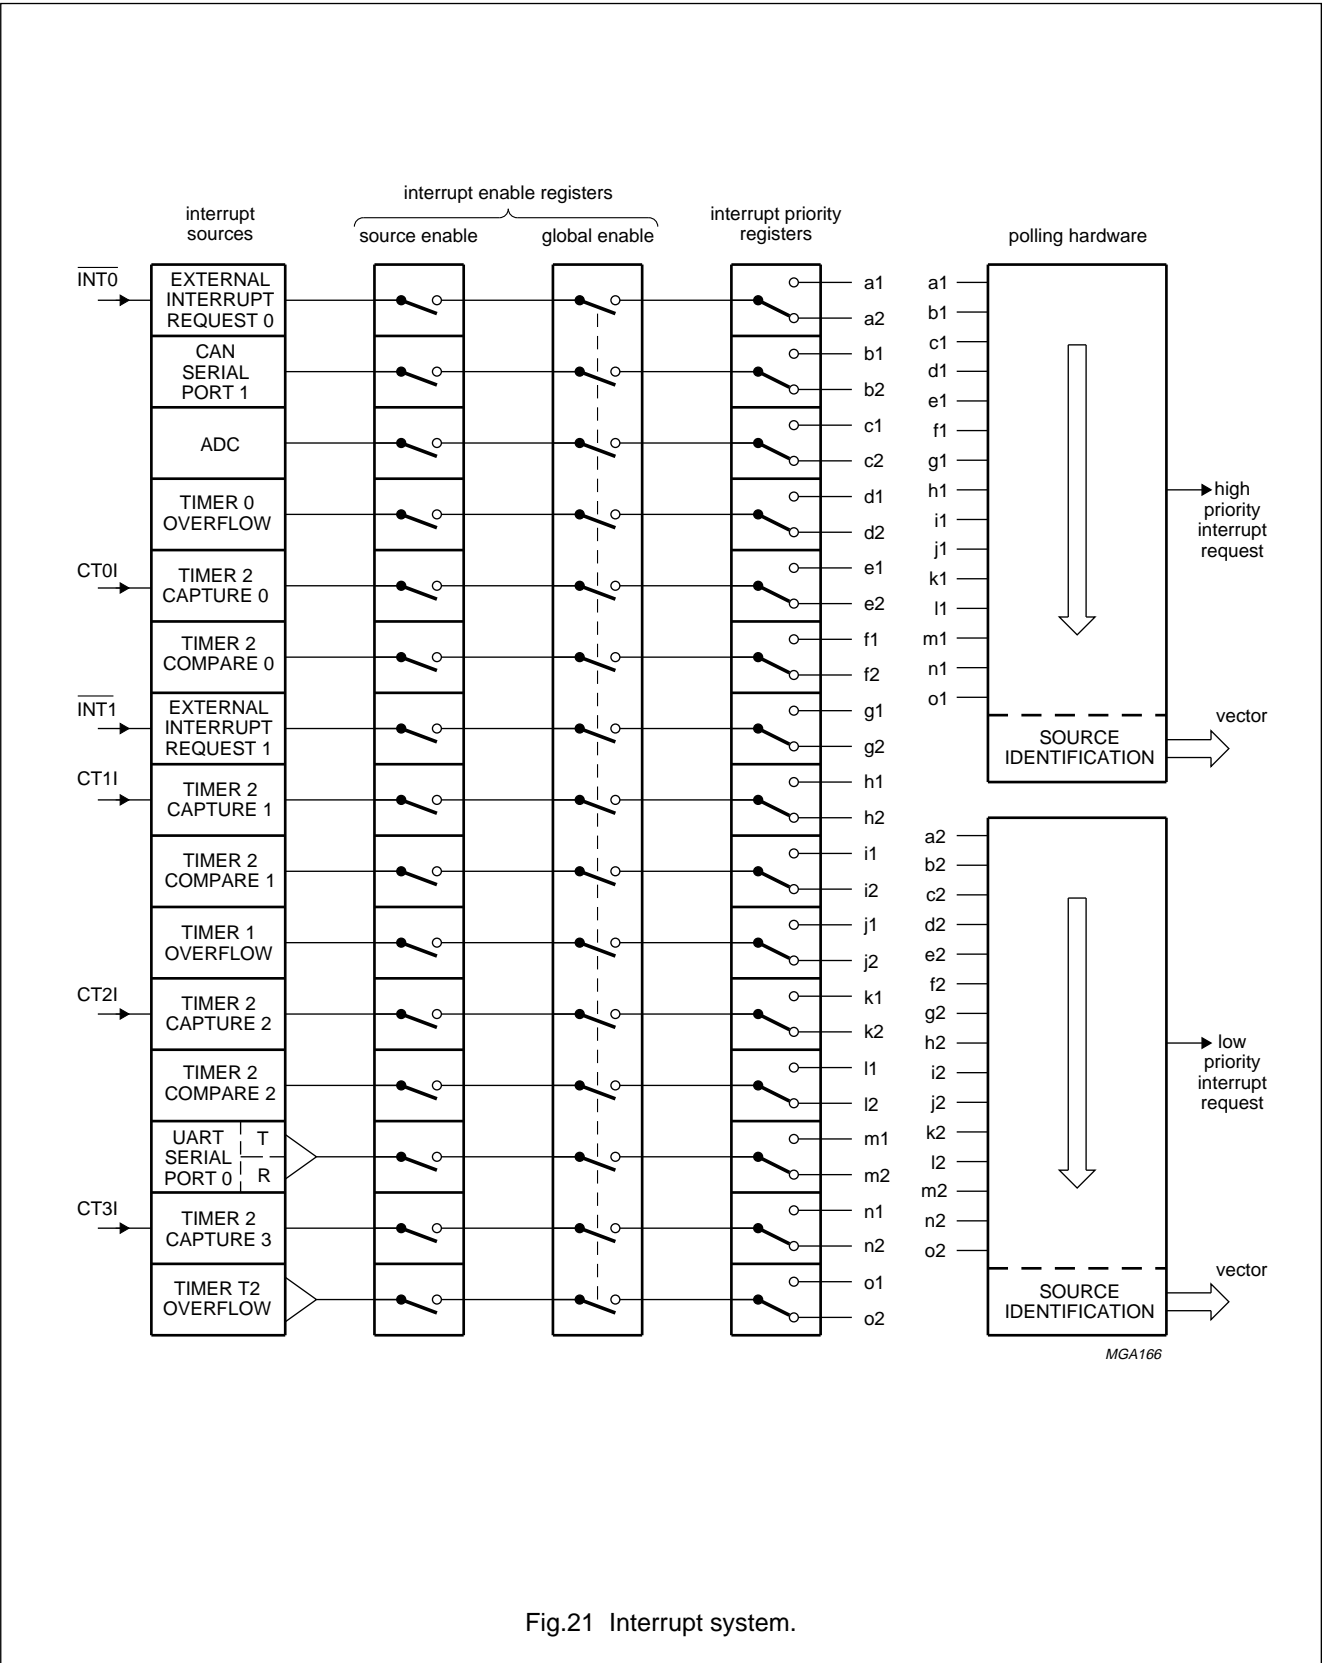 interrupt enable registers
interrupt
sources
source enable
global enable
interrupt priority
registers
polling hardware
INT0
EXTERNAL
INTERRUPT
REQUEST 0
a1
a2
CAN
SERIAL
PORT 1
b1
b2
ADC
c1
c2
TIMER 0
OVERFLOW
d1
d2
CT0I
TIMER 2
CAPTURE 0
e1
e2
TIMER 2
COMPARE 0
f1
f2
INT1
EXTERNAL
INTERRUPT
REQUEST 1
g1
g2
CT1I
TIMER 2
CAPTURE 1
h1
h2
TIMER 2
COMPARE 1
i1
i2
TIMER 1
OVERFLOW
j1
j2
CT2I
TIMER 2
CAPTURE 2
k1
k2
TIMER 2
COMPARE 2
l1
l2
UART
SERIAL
PORT 0
T
R
m1
m2
CT3I
TIMER 2
CAPTURE 3
n1
n2
TIMER T2
OVERFLOW
o1
o2
a1
b1
c1
d1
e1
f1
g1
h1
i1
j1
k1
l1
m1
n1
o1
high
priority
interrupt
request
SOURCE
IDENTIFICATION
vector
a2
b2
c2
d2
e2
f2
g2
h2
i2
j2
k2
l2
m2
n2
o2
low
priority
interrupt
request
SOURCE
IDENTIFICATION
vector
MGA166
Fig.21 Interrupt system.